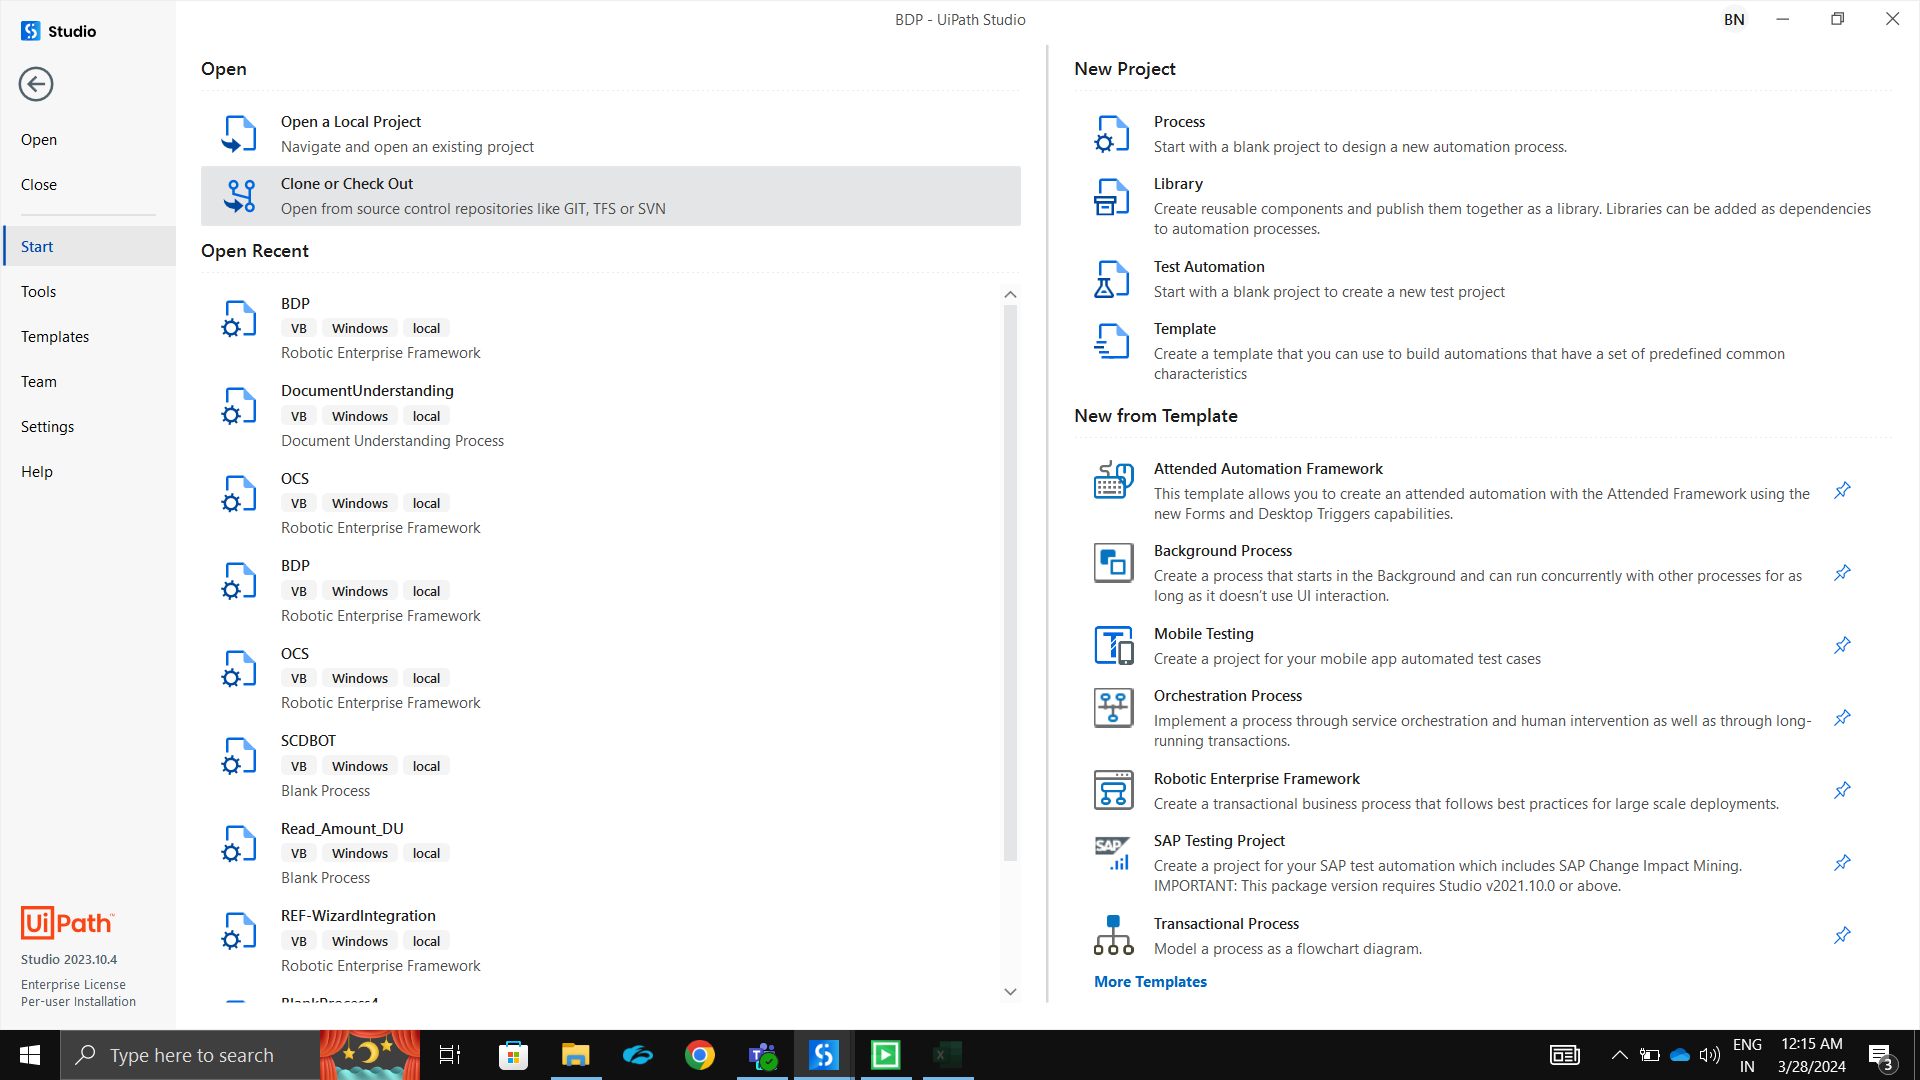 Studio
BDP - UiPath Studio
BN
Open
Close
Start
Tools
Templates
Team
Settings
Help
UiPath
Studio 2023.10.4
Enterprise License
Per-user Installation
Open
Open a Local Project
Navigate and open an existing project
Clone or Check Out
Open from source control repositories like GIT, TFS or SVN
Open Recent
BDP
VB Windows local
Robotic Enterprise Framework
DocumentUnderstanding
VB Windows local
Document Understanding Process
OCS
VB Windows local
Robotic Enterprise Framework
BDP
VB Windows local
Robotic Enterprise Framework
OCS
VB Windows local
Robotic Enterprise Framework
SCDBOT
VB Windows local
Blank Process
Read_Amount_DU
VB Windows local
Blank Process
REF-WizardIntegration
VB Windows local
Robotic Enterprise Framework
BlankProcess4
New Project
Process
Start with a blank project to design a new automation process.
Library
Create reusable components and publish them together as a library. Libraries can be added as dependencies
to automation processes.
Test Automation
Start with a blank project to create a new test project
Template
Create a template that you can use to build automations that have a set of predefined common
characteristics
New from Template
Attended Automation Framework
This template allows you to create an attended automation with the Attended Framework using the
new Forms and Desktop Triggers capabilities.
Background Process
Create a process that starts in the Background and can run concurrently with other processes for as
long as it doesn’t use UI interaction.
Mobile Testing
Create a project for your mobile app automated test cases
Orchestration Process
Implement a process through service orchestration and human intervention as well as through long-
running transactions.
Robotic Enterprise Framework
Create a transactional business process that follows best practices for large scale deployments.
SAP
SAP Testing Project
Create a project for your SAP test automation which includes SAP Change Impact Mining.
IMPORTANT: This package version requires Studio v2021.10.0 or above.
Transactional Process
Model a process as a flowchart diagram.
More Templates
Type here to search
ENG
IN
12:15 AM
3/28/2024
3